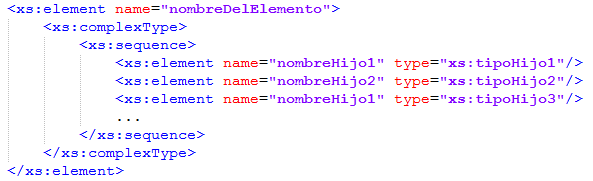 <xs:element name="nombreDelElemento">
<xs:complexType>
<xs:sequence>
<xs:element name="nombreHijo1" type="xs:tipoHijo1"/>
<xs:element name="nombreHijo2" type="xs:tipoHijo2"/>
<xs:element name="nombreHijo1" type="xs:tipoHijo3"/>
...
</xs:sequence>
</xs:complexType>
</xs:element>